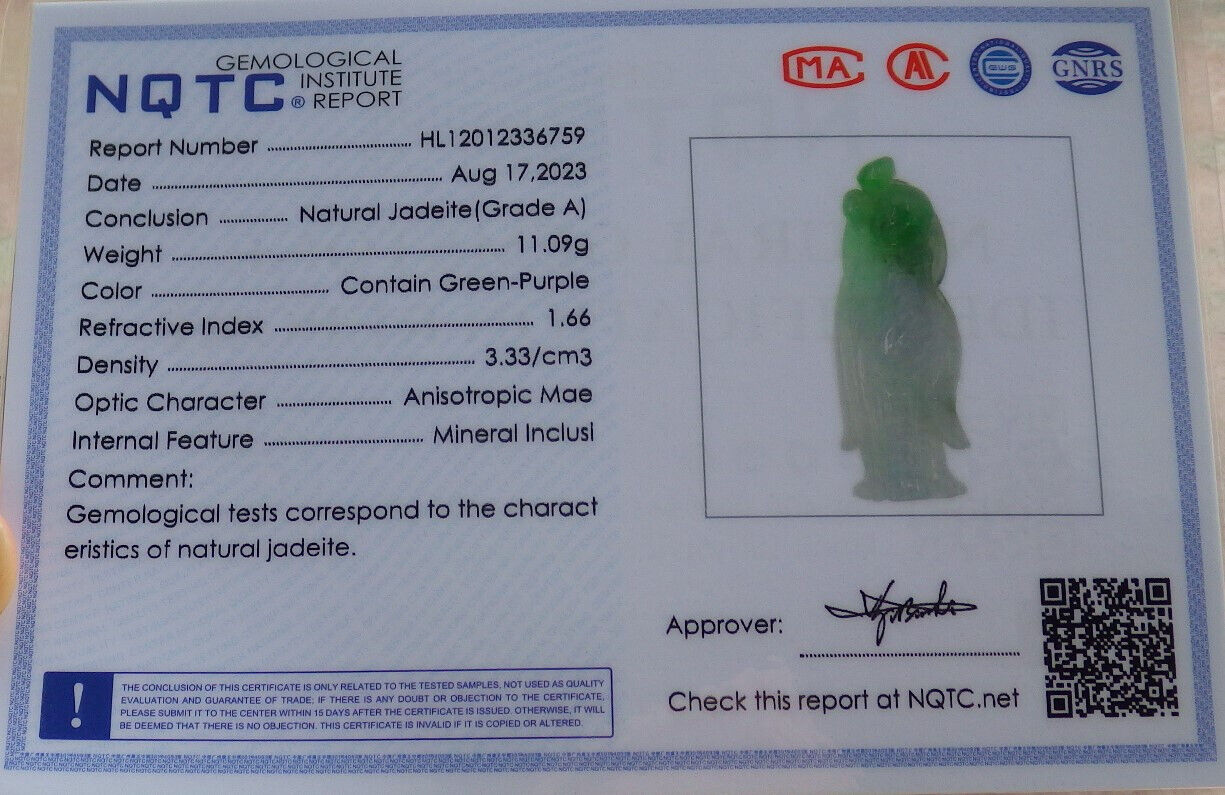 NQTC®
GEMOLOGICAL
INSTITUTE
REPORT
Report Number ........ HL12012336759
Date ........ Aug 17,2023
Conclusion ........ Natural Jadeite(Grade A)
Weight ........ 11.09g
Color ........ Contain Green-Purple
Refractive Index ........ 1.66
Density ........ 3.33/cm3
Optic Character ........ Anisotropic Mae
Internal Feature ........ Mineral Inclusi
Comment:
Gemological tests correspond to the charact
eristics of natural jadeite.
! THE CONCLUSION OF THIS CERTIFICATE IS ONLY RELATED TO THE TESTED SAMPLES, NOT USED AS QUALITY
EVALUATION AND GUARANTEE OF TRADE; IF THERE IS ANY DOUBT OR OBJECTION TO THE CERTIFICATE,
PLEASE SUBMIT IT TO THE CENTER WITHIN 15 DAYS AFTER THE CERTIFICATE IS ISSUED. OTHERWISE, IT WILL
BE DEEMED THAT THERE IS NO OBJECTION. THIS CERTIFICATE IS INVALID IF IT IS COPIED OR ALTERED.
MA
GNRS
Approver:
Check this report at NQTC.net